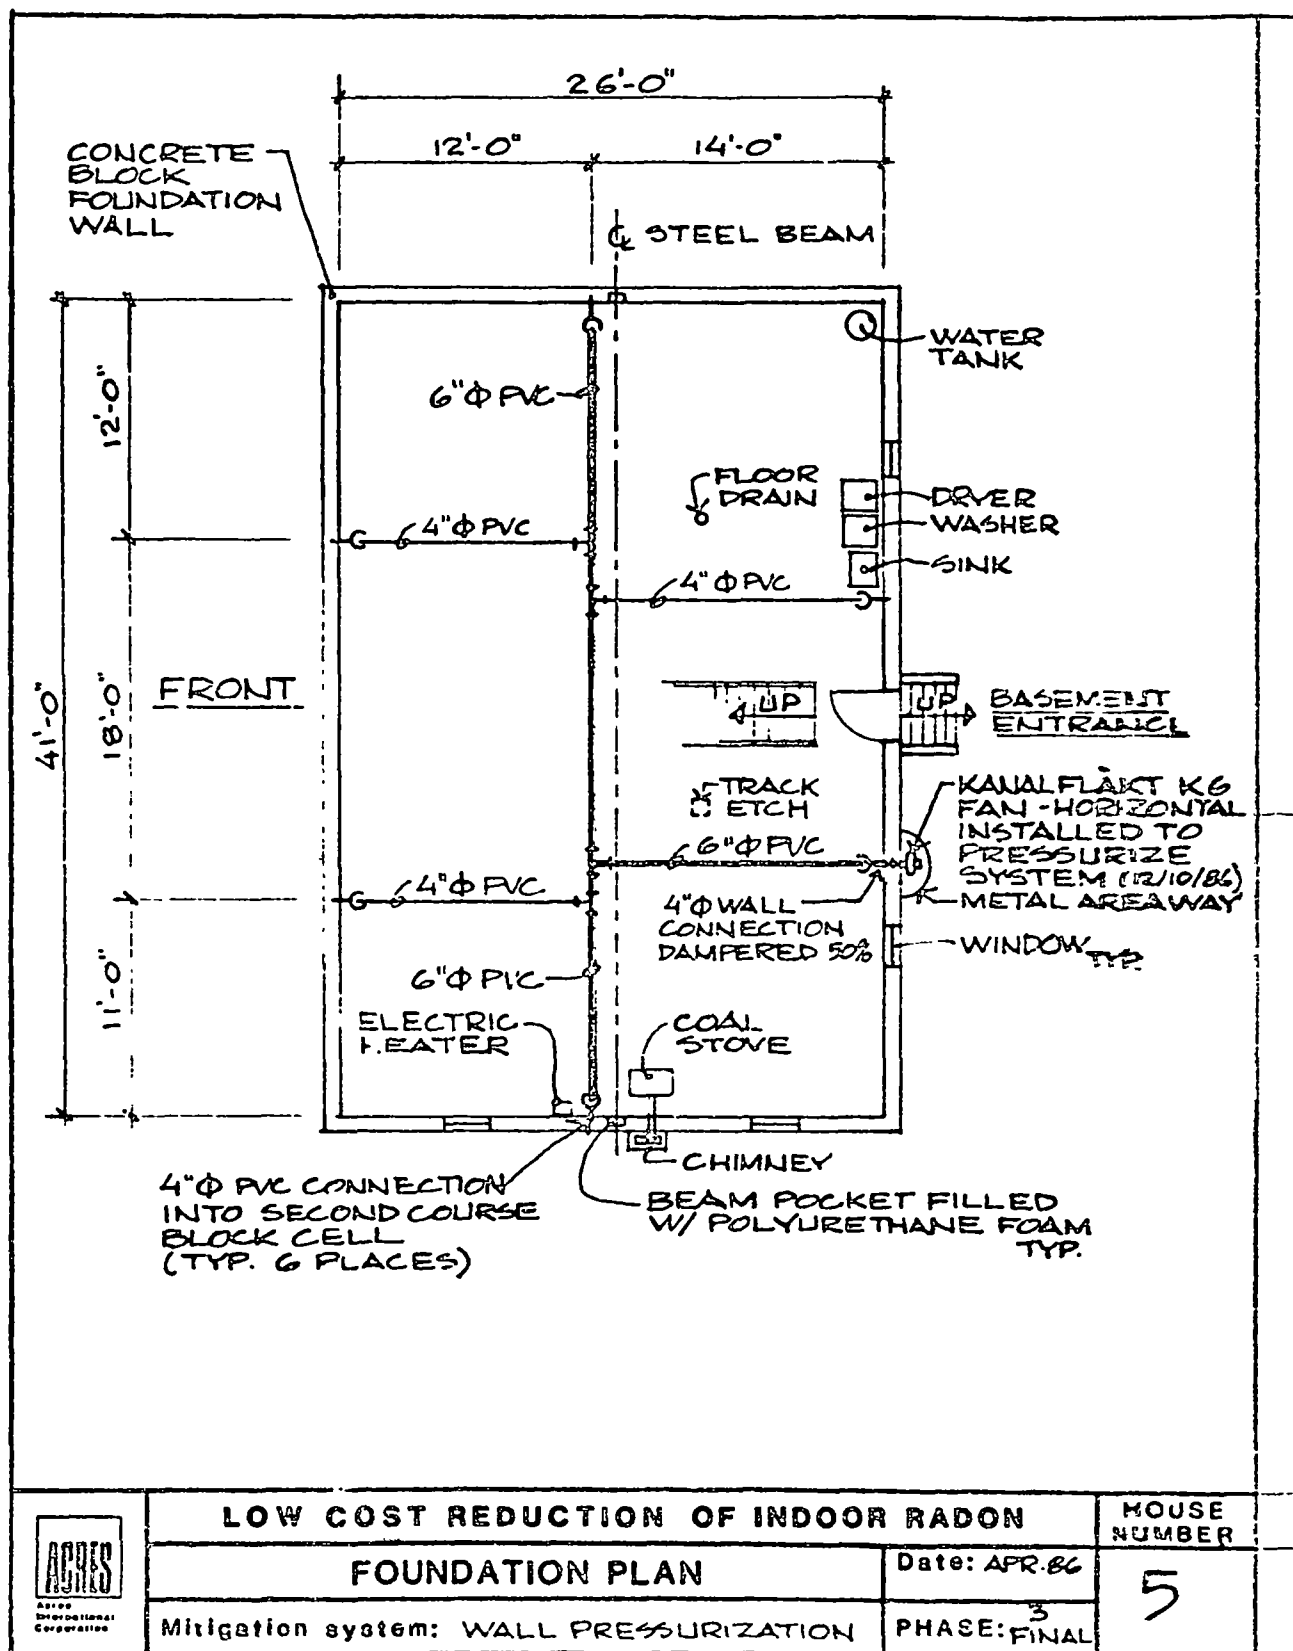 26'-0"
12'-0"
14'-0"
CONCRETE
BLOCK
FOUNDATION
WALL
℄ STEEL BEAM
WATER
TANK
6"Φ PVC
12'-0"
FLOOR
DRAIN
DRYER
WASHER
4"Φ PVC
SINK
4"Φ PVC
FRONT
41'-0"
18'-0"
UP
UP
BASEMENT
ENTRANCE
TRACK
ETCH
KANALFLÄKT K6
FAN - HORIZONTAL
INSTALLED TO
PRESSURIZE
SYSTEM (12/10/86)
METAL AREAWAY
6"Φ PVC
4"Φ PVC
4"Φ WALL
CONNECTION
DAMPERED 50%
WINDOW TYP.
11'-0"
6"Φ PVC
ELECTRIC
HEATER
COAL
STOVE
CHIMNEY
4"Φ PVC CONNECTION
INTO SECOND COURSE
BLOCK CELL
(TYP. 6 PLACES)
BEAM POCKET FILLED
W/ POLYURETHANE FOAM
TYP.
ACRES
Acres
International
Corporation
LOW COST REDUCTION OF INDOOR RADON
HOUSE
NUMBER
5
FOUNDATION PLAN
Date: APR. 86
Mitigation system: WALL PRESSURIZATION
PHASE: 3
FINAL